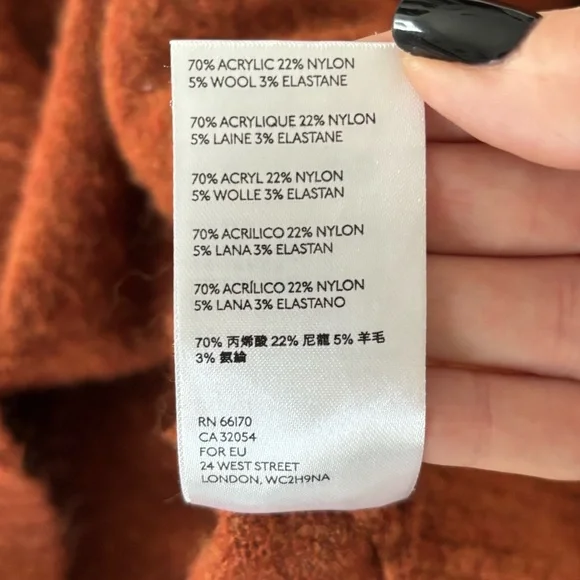 70% ACRYLIC 22% NYLON
5% WOOL 3% ELASTANE
70% ACRYLIQUE 22% NYLON
5% LAINE 3% ELASTANE
70% ACRYL 22% NYLON
5% WOLLE 3% ELASTAN
70% ACRILICO 22% NYLON
5% LANA 3% ELASTAN
70% ACRÍLICO 22% NYLON
5% LANA 3% ELASTANO
70% 丙烯酸 22% 尼龍 5% 羊毛
3% 氨綸
RN 66170
CA 32054
FOR EU
24 WEST STREET
LONDON, WC2H9NA